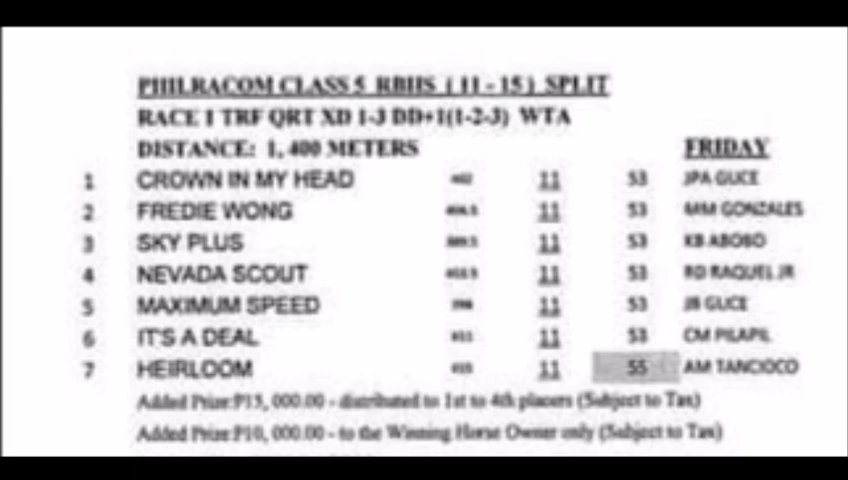 PHILRACOM CLASS 5 RBHS ( 11 - 15 ) SPLIT
RACE 1 TRF QRT XD 1-3 DD+1(1-2-3) WTA
DISTANCE: 1, 400 METERS FRIDAY
1 CROWN IN MY HEAD 11 53 JPA GUCE
2 FREDIE WONG 11 53 MM GONZALES
3 SKY PLUS 11 53 KB ABOBO
4 NEVADA SCOUT 11 53 RD RAQUEL JR
5 MAXIMUM SPEED 11 53 JB GUCE
6 IT'S A DEAL 11 53 CM PILAPIL
7 HEIRLOOM 11 55 AM TANCIOCO
Added Prize:P15, 000.00 - distributed to 1st to 4th placers (Subject to Tax)
Added Prize:P10, 000.00 - to the Winning Horse Owner only (Subject to Tax)